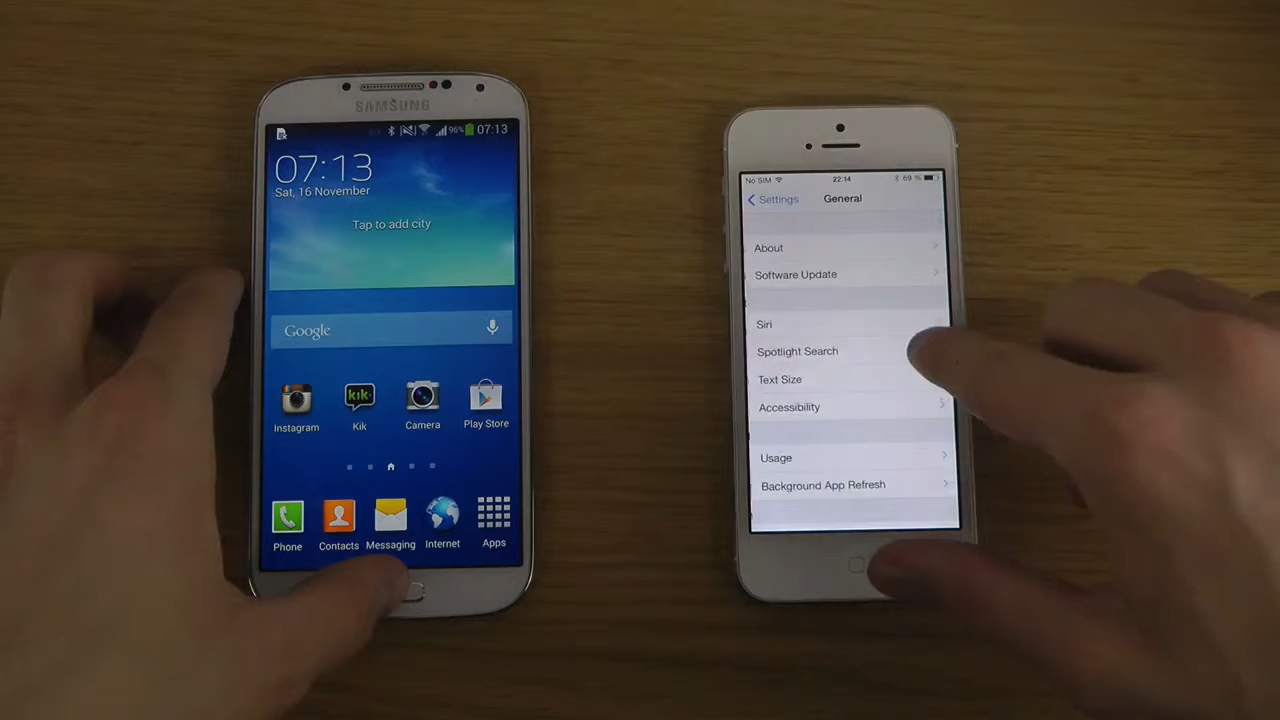 SAMSUNG
96% 07:13
07:13
Sat, 16 November
Tap to add city
Google
Instagram
Kik
Camera
Play Store
kik
Phone
Contacts
Messaging
Internet
Apps
No SIM 22:14 69 %
Settings General
About
Software Update
Siri
Spotlight Search
Text Size
Accessibility
Usage
Background App Refresh